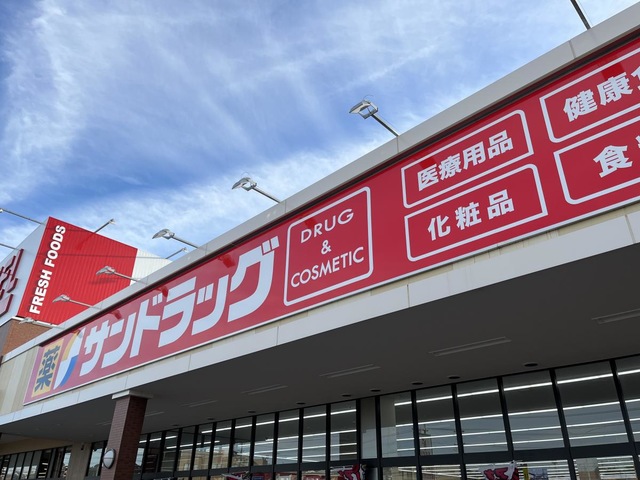 FRESH FOODS
薬
サンドラッグ
DRUG
&
COSMETIC
医療用品
化粧品
健康食
食